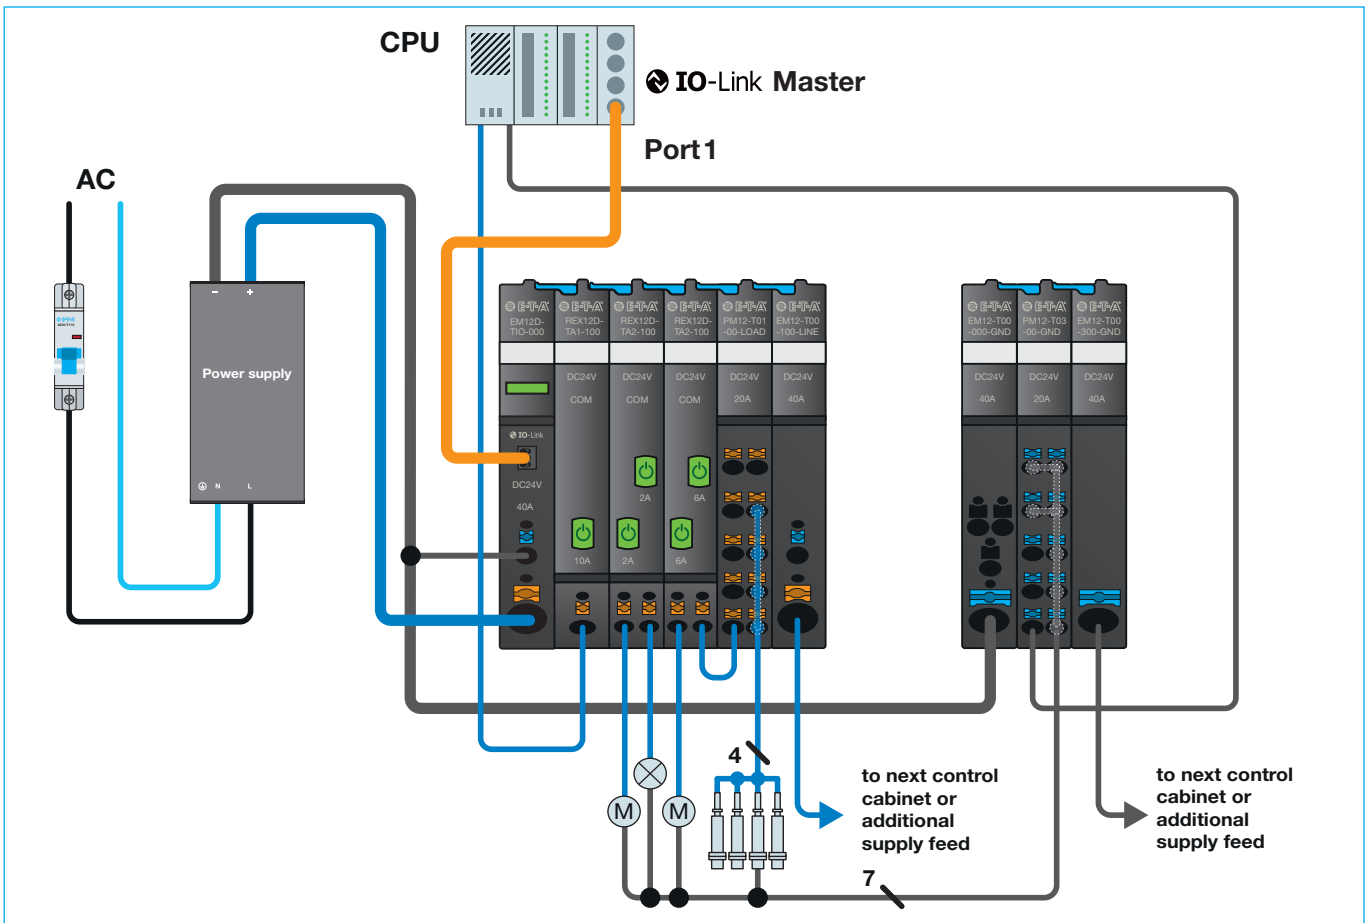 CPU
IO-Link Master
Port 1
AC
Power supply
− +
N L
E-T-A
EM12D-
TIO-000
IO-Link
DC24V
40A
E-T-A
REX12D-
TA1-100
DC24V
COM
10A
E-T-A
REX12D-
TA2-100
DC24V
COM
2A
2A
E-T-A
REX12D-
TA2-100
DC24V
COM
6A
6A
E-T-A
PM12-T01
-00-LOAD
DC24V
20A
E-T-A
EM12-T00
-100-LINE
DC24V
40A
E-T-A
EM12-T00
-000-GND
DC24V
40A
E-T-A
PM12-T03
-00-GND
DC24V
20A
E-T-A
EM12-T00
-300-GND
DC24V
40A
M
M
4
7
to next control
cabinet or
additional
supply feed
to next control
cabinet or
additional
supply feed